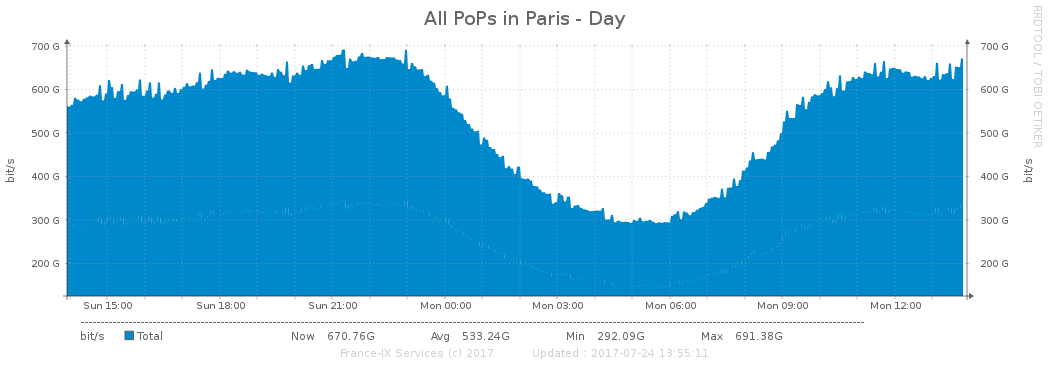 All PoPs in Paris - Day
RRDTOOL / TOBI OETIKER
700 G 700 G
600 G 600 G
500 G 500 G
400 G 400 G
300 G 300 G
200 G 200 G
bit/s bit/s
Sun 15:00 Sun 18:00 Sun 21:00 Mon 00:00 Mon 03:00 Mon 06:00 Mon 09:00 Mon 12:00
bit/s Total Now 670.76G Avg 533.24G Min 292.09G Max 691.38G
France-IX Services (c) 2017 Updated : 2017-07-24 13:55:11